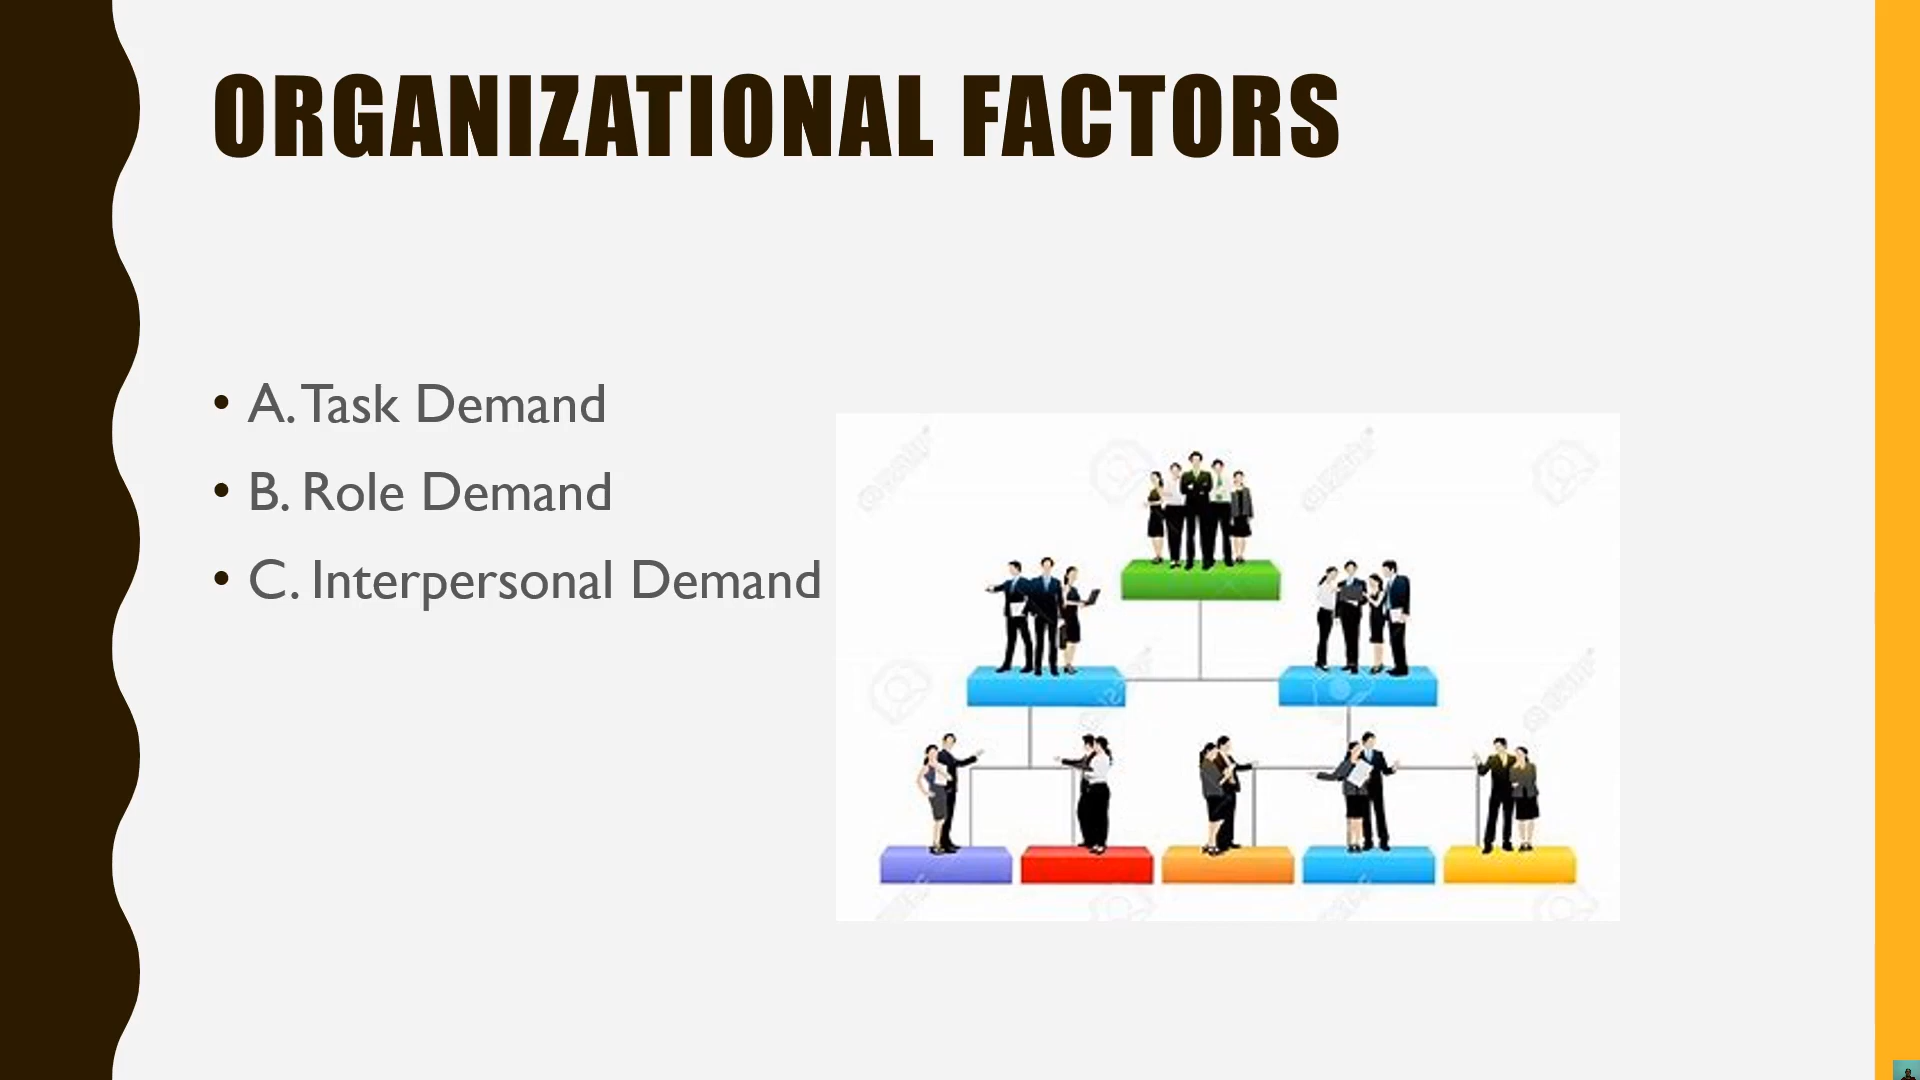 ORGANIZATIONAL FACTORS
• A. Task Demand
• B. Role Demand
• C. Interpersonal Demand